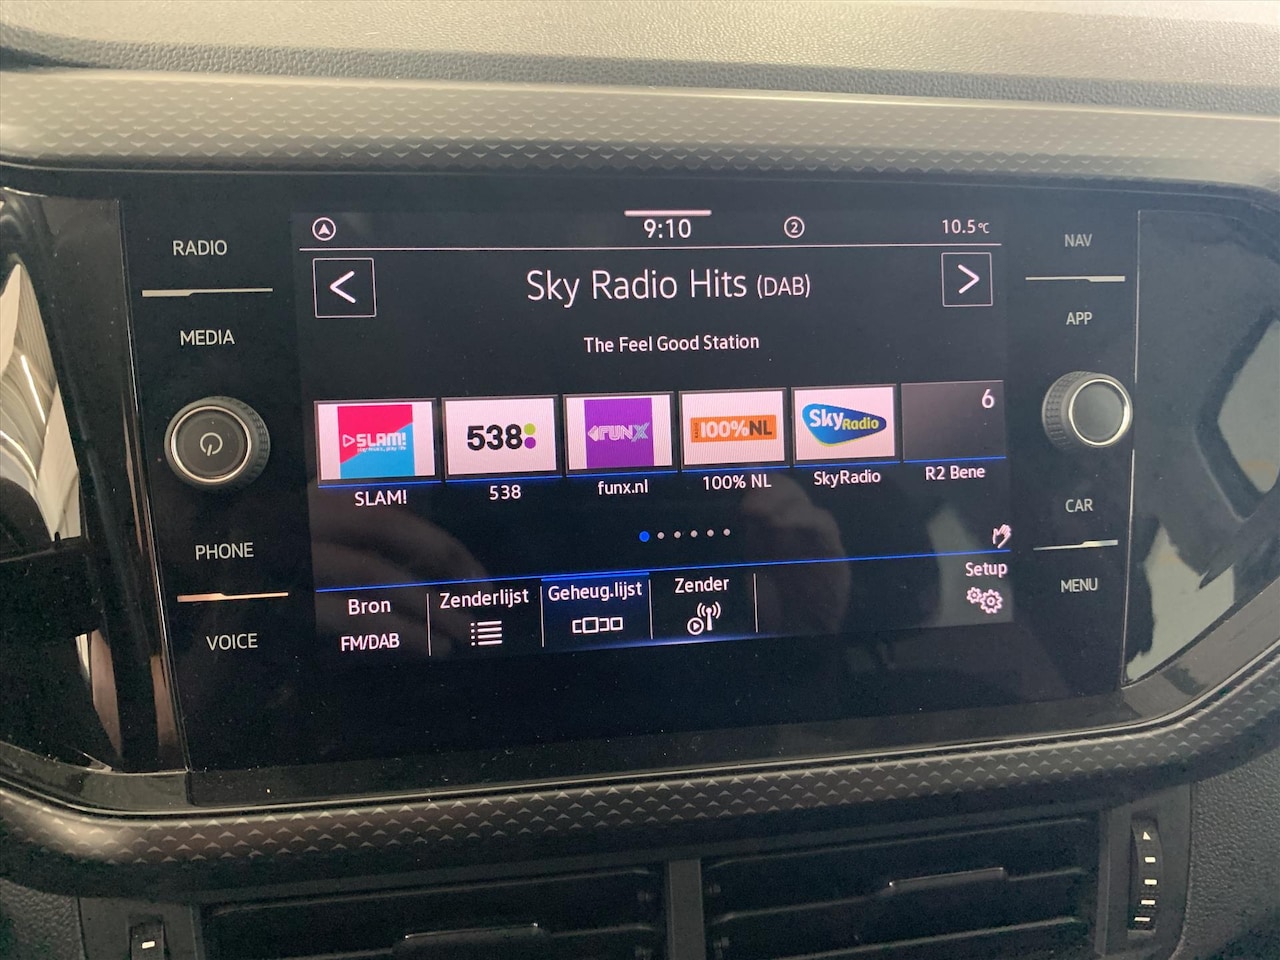 RADIO
MEDIA
PHONE
VOICE
9:10
2
10.5°C
Sky Radio Hits (DAB)
The Feel Good Station
SLAM!
538
FUNX
100%NL
Sky Radio
6
SLAM!
538
funx.nl
100% NL
SkyRadio
R2 Bene
Bron
FM/DAB
Zenderlijst
Geheug.lijst
Zender
Setup
NAV
APP
CAR
MENU